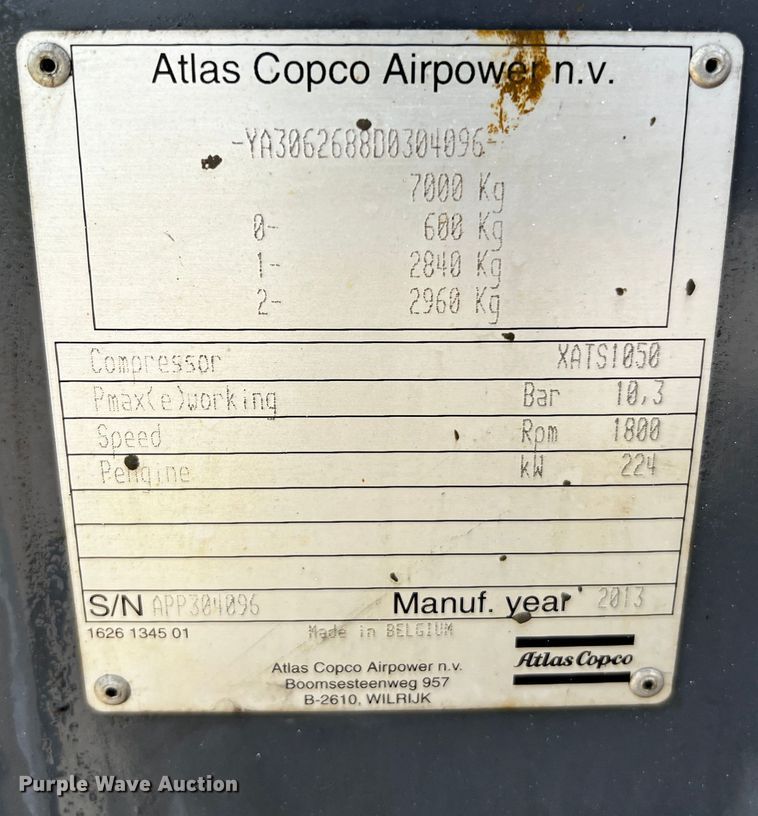 Atlas Copco Airpower n.v.
-YA3062688D0304096-
7000 Kg
0- 600 Kg
1- 2840 Kg
2- 2960 Kg
Compressor XATS1050
Pmax(e)working Bar 10,3
Speed Rpm 1800
Pengine kW 224
S/N APP304096 Manuf. year 2013
1626 1345 01 Made in BELGIUM
Atlas Copco
Atlas Copco Airpower n.v.
Boomsesteenweg 957
B-2610, WILRIJK
Purple Wave Auction